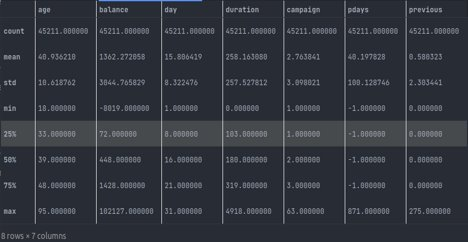 age balance day duration campaign pdays previous
count 45211.000000 45211.000000 45211.000000 45211.000000 45211.000000 45211.000000 45211.000000
mean 40.936210 1362.272058 15.806419 258.163080 2.763841 40.197828 0.580323
std 10.618762 3044.765829 8.322476 257.527812 3.098021 100.128746 2.303441
min 18.000000 -8019.000000 1.000000 0.000000 1.000000 -1.000000 0.000000
25% 33.000000 72.000000 8.000000 103.000000 1.000000 -1.000000 0.000000
50% 39.000000 448.000000 16.000000 180.000000 2.000000 -1.000000 0.000000
75% 48.000000 1428.000000 21.000000 319.000000 3.000000 -1.000000 0.000000
max 95.000000 102127.000000 31.000000 4918.000000 63.000000 871.000000 275.000000
8 rows × 7 columns